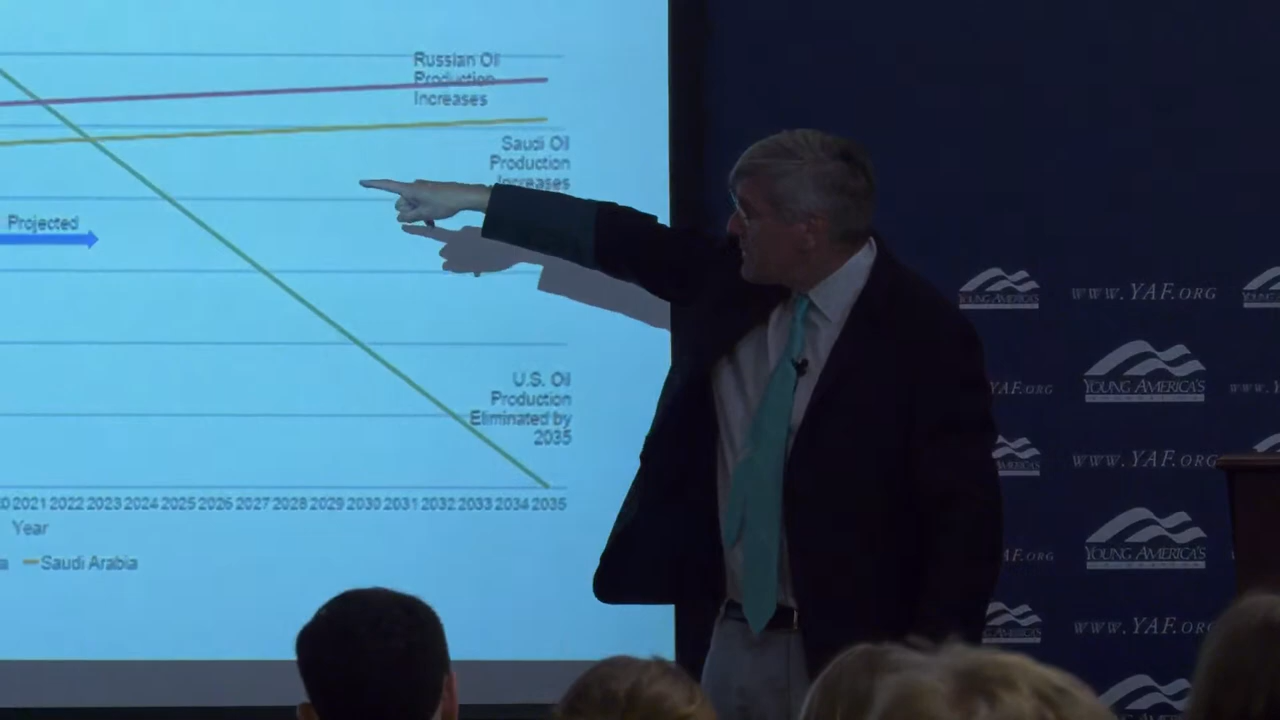 Russian Oil
Production
Increases
Saudi Oil
Production
Increases
Projected
U.S. Oil
Production
Eliminated by
2035
2021 2022 2023 2024 2025 2026 2027 2028 2029 2030 2031 2032 2033 2034 2035
Year
Saudi Arabia
YOUNG AMERICA'S
WWW.YAF.ORG
YOUNG AMERICA'S
YAF.ORG
WWW.YAF.ORG
YOUNG AMERICA'S
AF.ORG
WWW.YAF.ORG